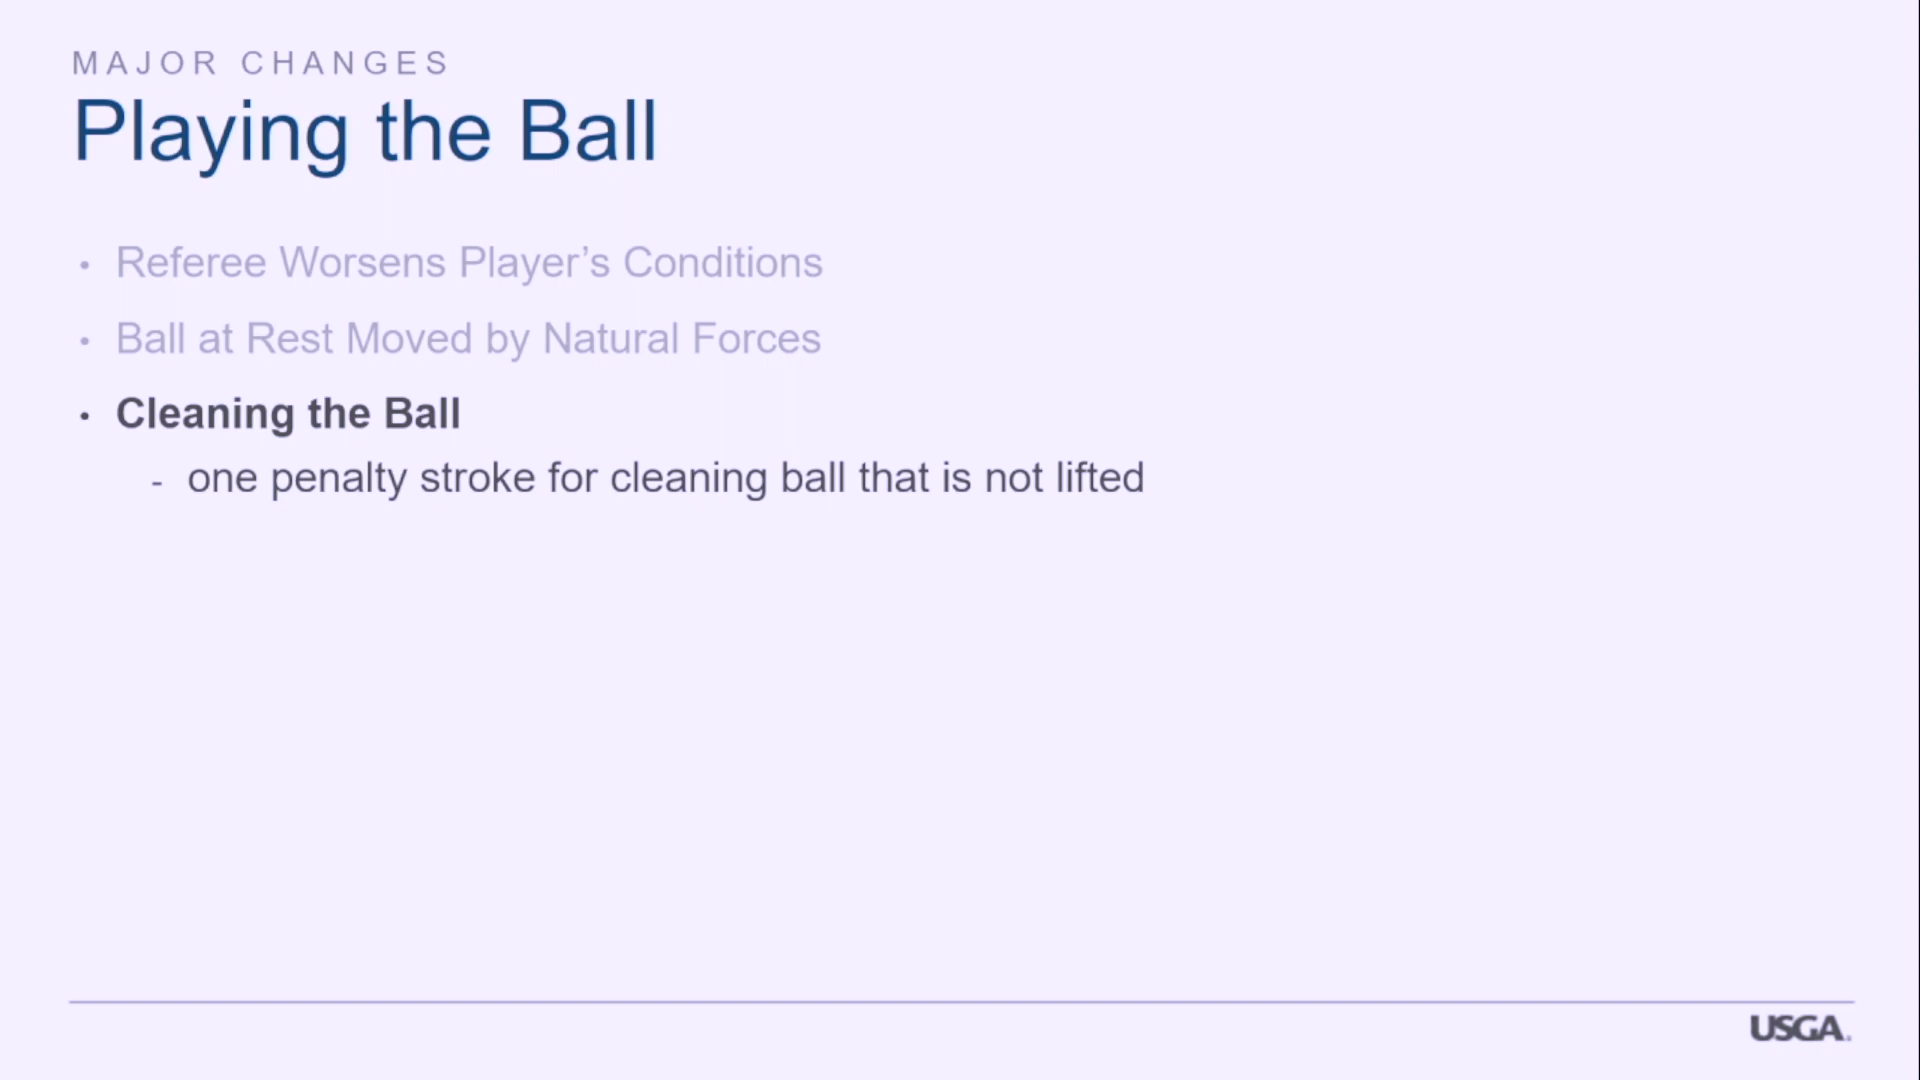 MAJOR CHANGES
Playing the Ball
• Referee Worsens Player’s Conditions
• Ball at Rest Moved by Natural Forces
• Cleaning the Ball
- one penalty stroke for cleaning ball that is not lifted
USGA.